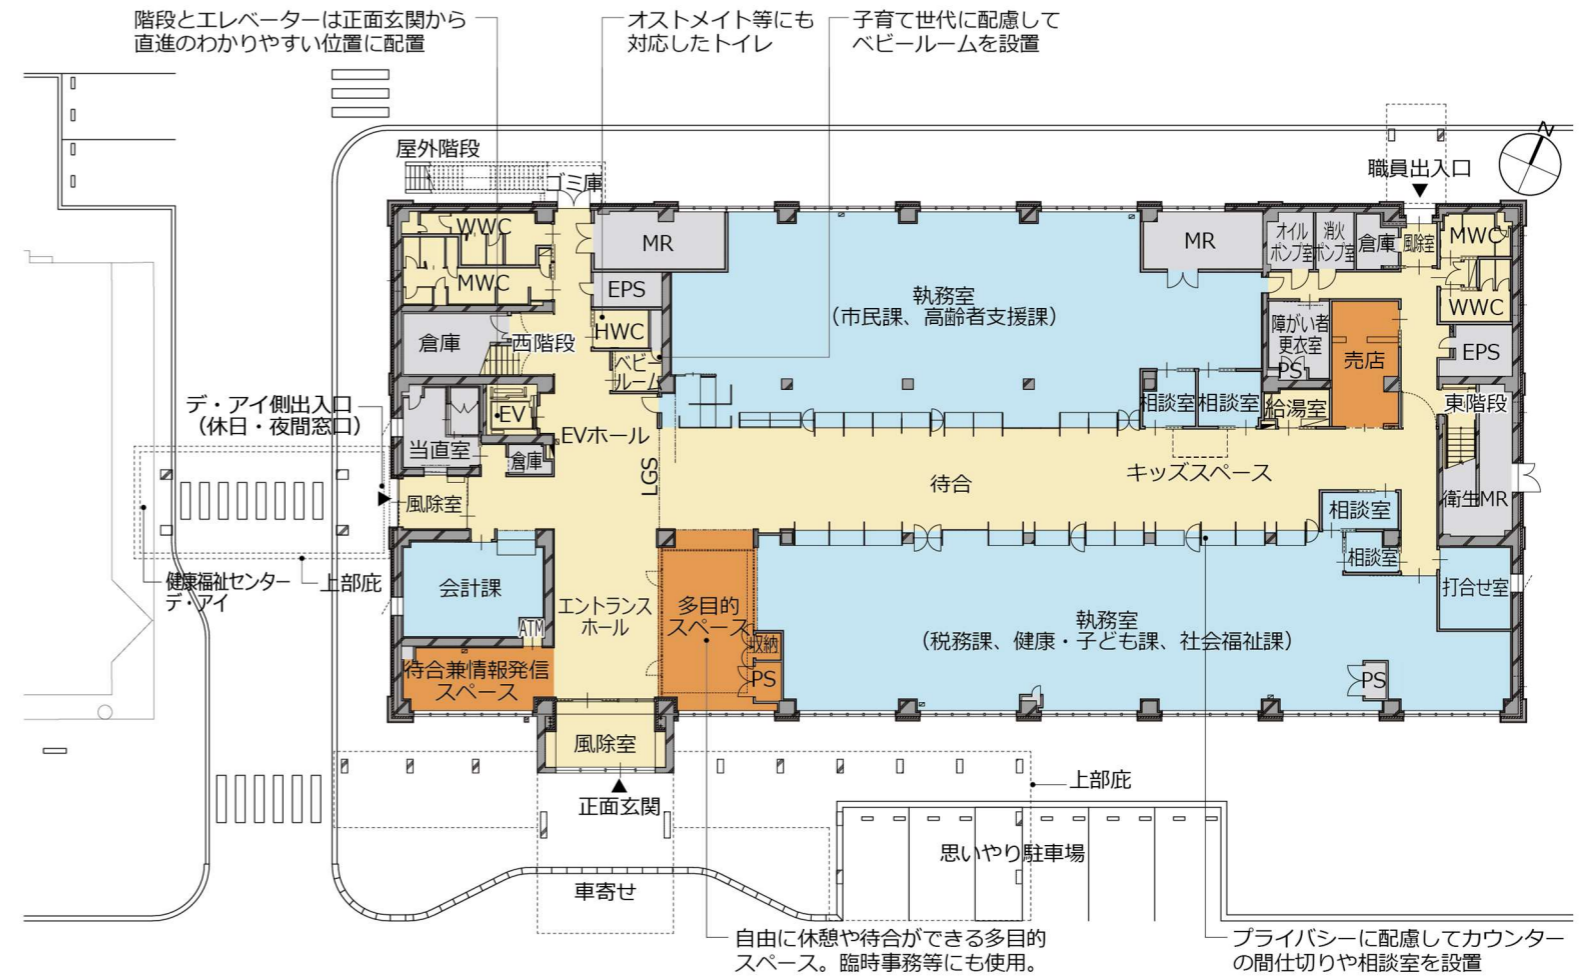 階段とエレベーターは正面玄関から
直進のわかりやすい位置に配置
オストメイト等にも
対応したトイレ
子育て世代に配慮して
ベビールームを設置
N
屋外階段
ゴミ庫
職員出入口
WWC
MWC
MR
MR
オイル
ポンプ室
消火
ポンプ室
倉庫
風除室
MWC
WWC
EPS
執務室
(市民課、高齢者支援課)
倉庫
西階段
HWC
ベビー
ルーム
障がい者
更衣室
PS
売店
EPS
デ・アイ側出入口
(休日・夜間窓口)
当直室
EV
EVホール
倉庫
相談室
相談室
給湯室
東階段
LGS
待合
キッズスペース
風除室
相談室
衛生MR
健康福祉センター
デ・アイ
上部庇
会計課
ATM
エントランス
ホール
多目的
スペース
収納
PS
相談室
打合せ室
執務室
(税務課、健康・子ども課、社会福祉課)
PS
待合兼情報発信
スペース
風除室
正面玄関
上部庇
思いやり駐車場
車寄せ
自由に休憩や待合ができる多目的
スペース。臨時事務等にも使用。
プライバシーに配慮してカウンター
の間仕切りや相談室を設置